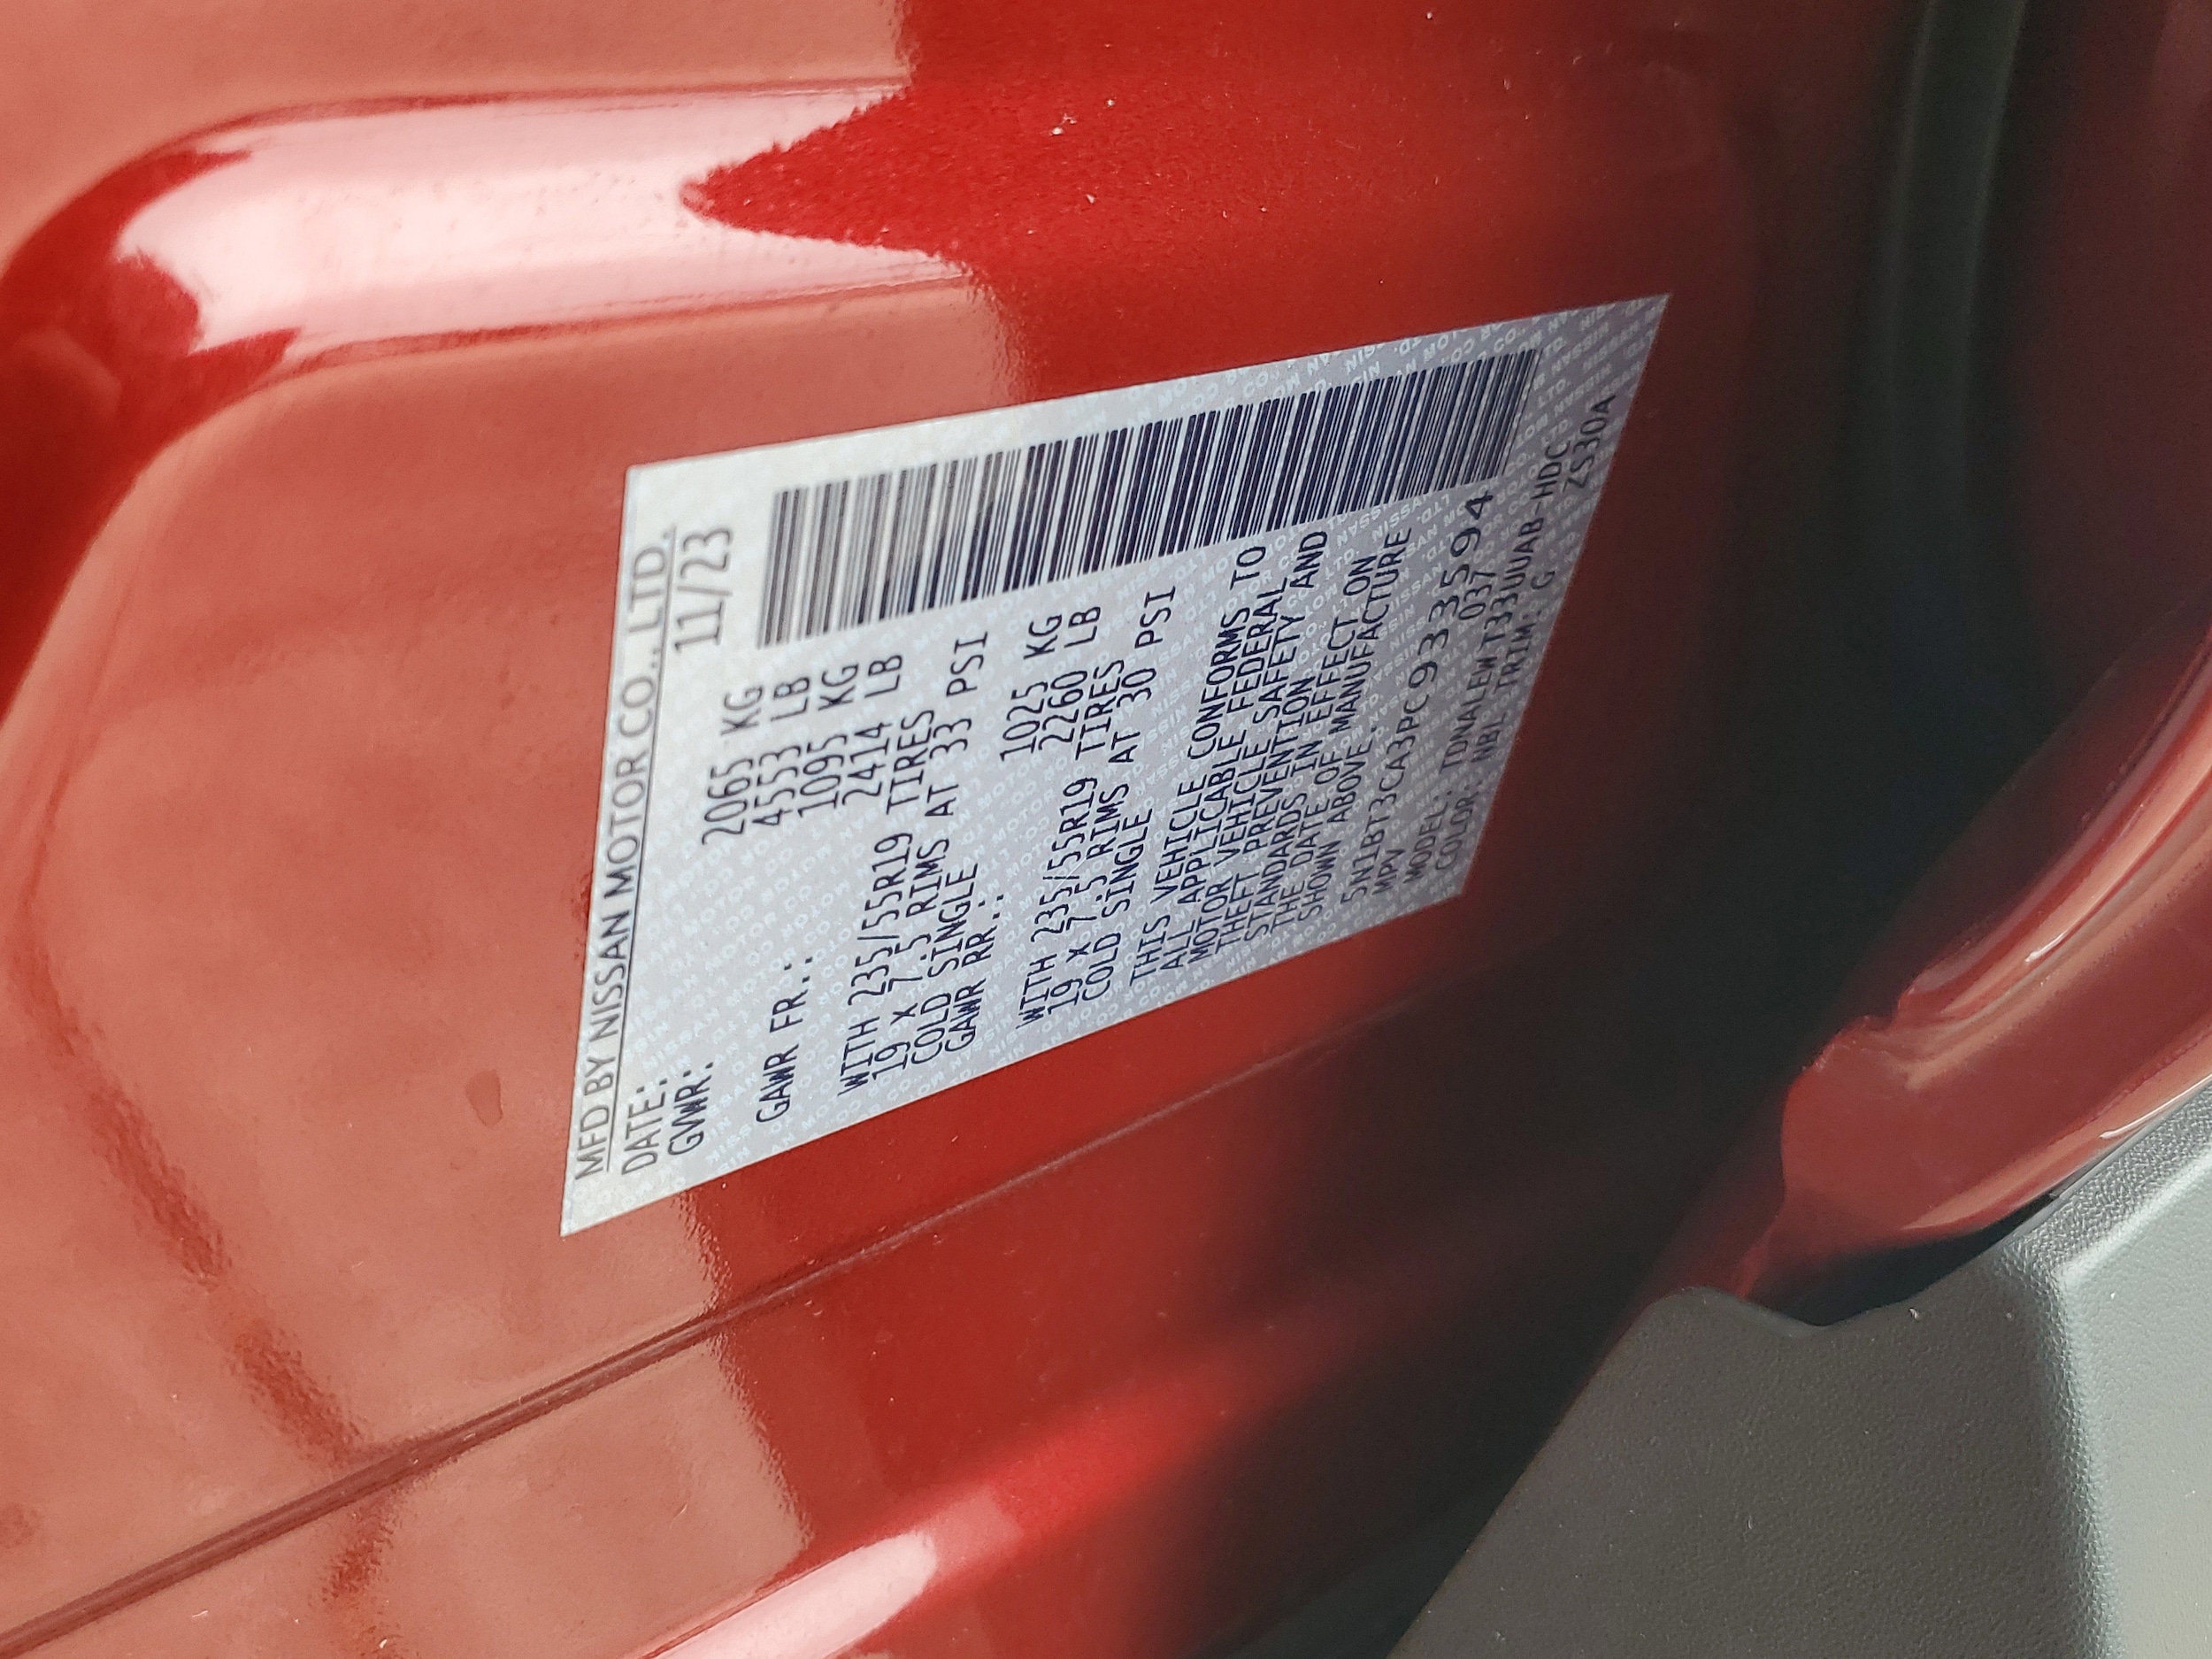 MFD BY NISSAN MOTOR CO., LTD.
DATE: 11/23
GVWR: 2065 KG
4553 LB
GAWR FR.: 1095 KG
2414 LB
WITH 235/55R19 TIRES
19 X 7.5 RIMS AT 33 PSI
COLD SINGLE
GAWR RR.: 1025 KG
2260 LB
WITH 235/55R19 TIRES
19 X 7.5 RIMS AT 30 PSI
COLD SINGLE
THIS VEHICLE CONFORMS TO
ALL APPLICABLE FEDERAL
MOTOR VEHICLE SAFETY AND
THEFT PREVENTION
STANDARDS IN EFFECT ON
THE DATE OF MANUFACTURE
SHOWN ABOVE.
5N1BT3CA3PC933594
MPV 037
MODEL: TDNALEWT33UUAB-HDC
COLOR: NBL TRIM: G
ZS30A